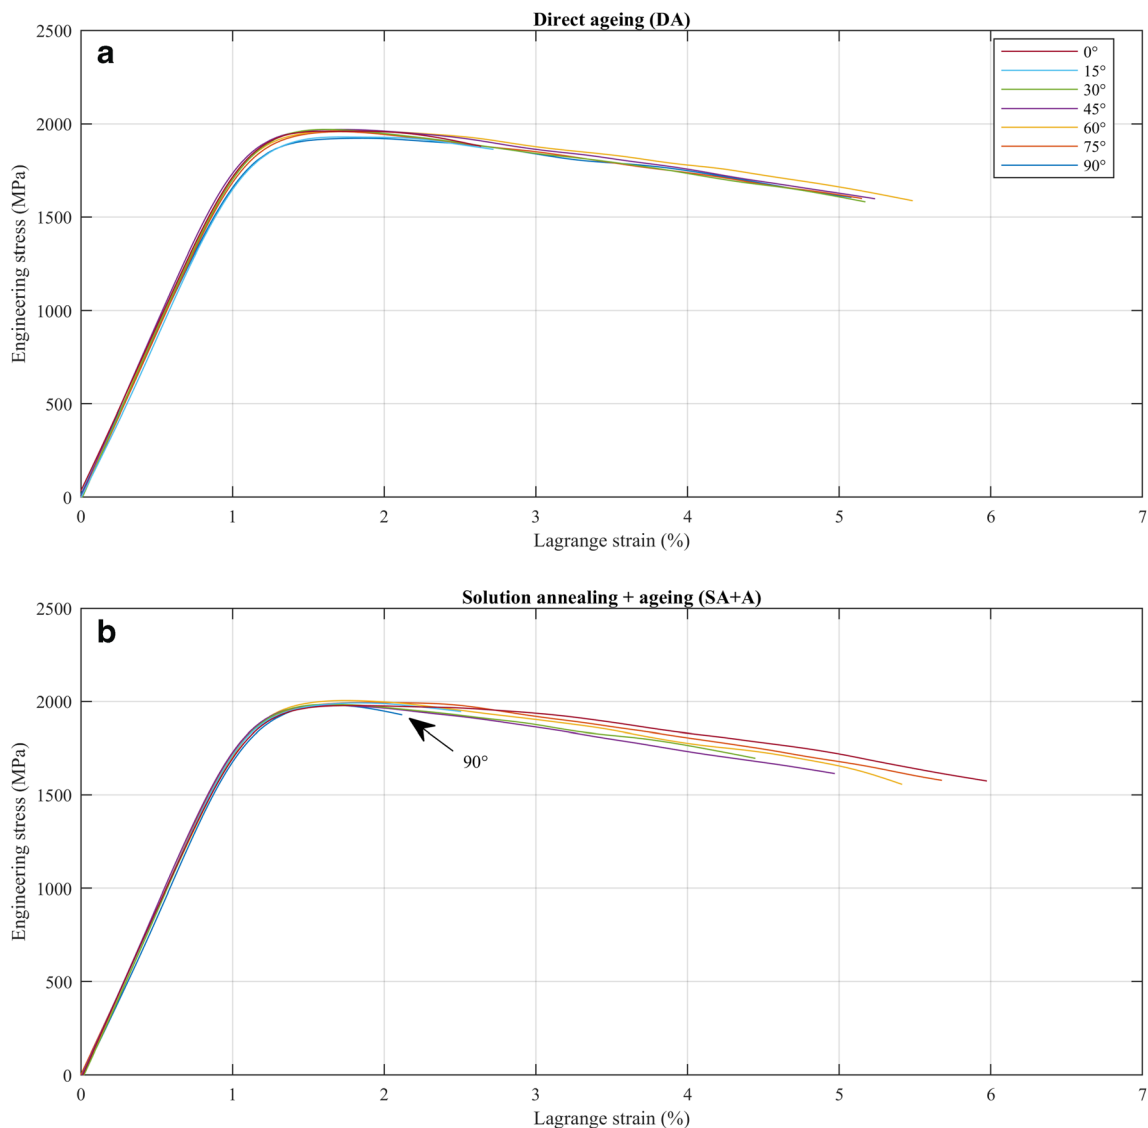 Direct ageing (DA)
a
2500
2000
1500
1000
500
0
Engineering stress (MPa)
0°
15°
30°
45°
60°
75°
90°
0 1 2 3 4 5 6 7
Lagrange strain (%)
Solution annealing + ageing (SA+A)
b
2500
2000
1500
1000
500
0
Engineering stress (MPa)
90°
0 1 2 3 4 5 6 7
Lagrange strain (%)